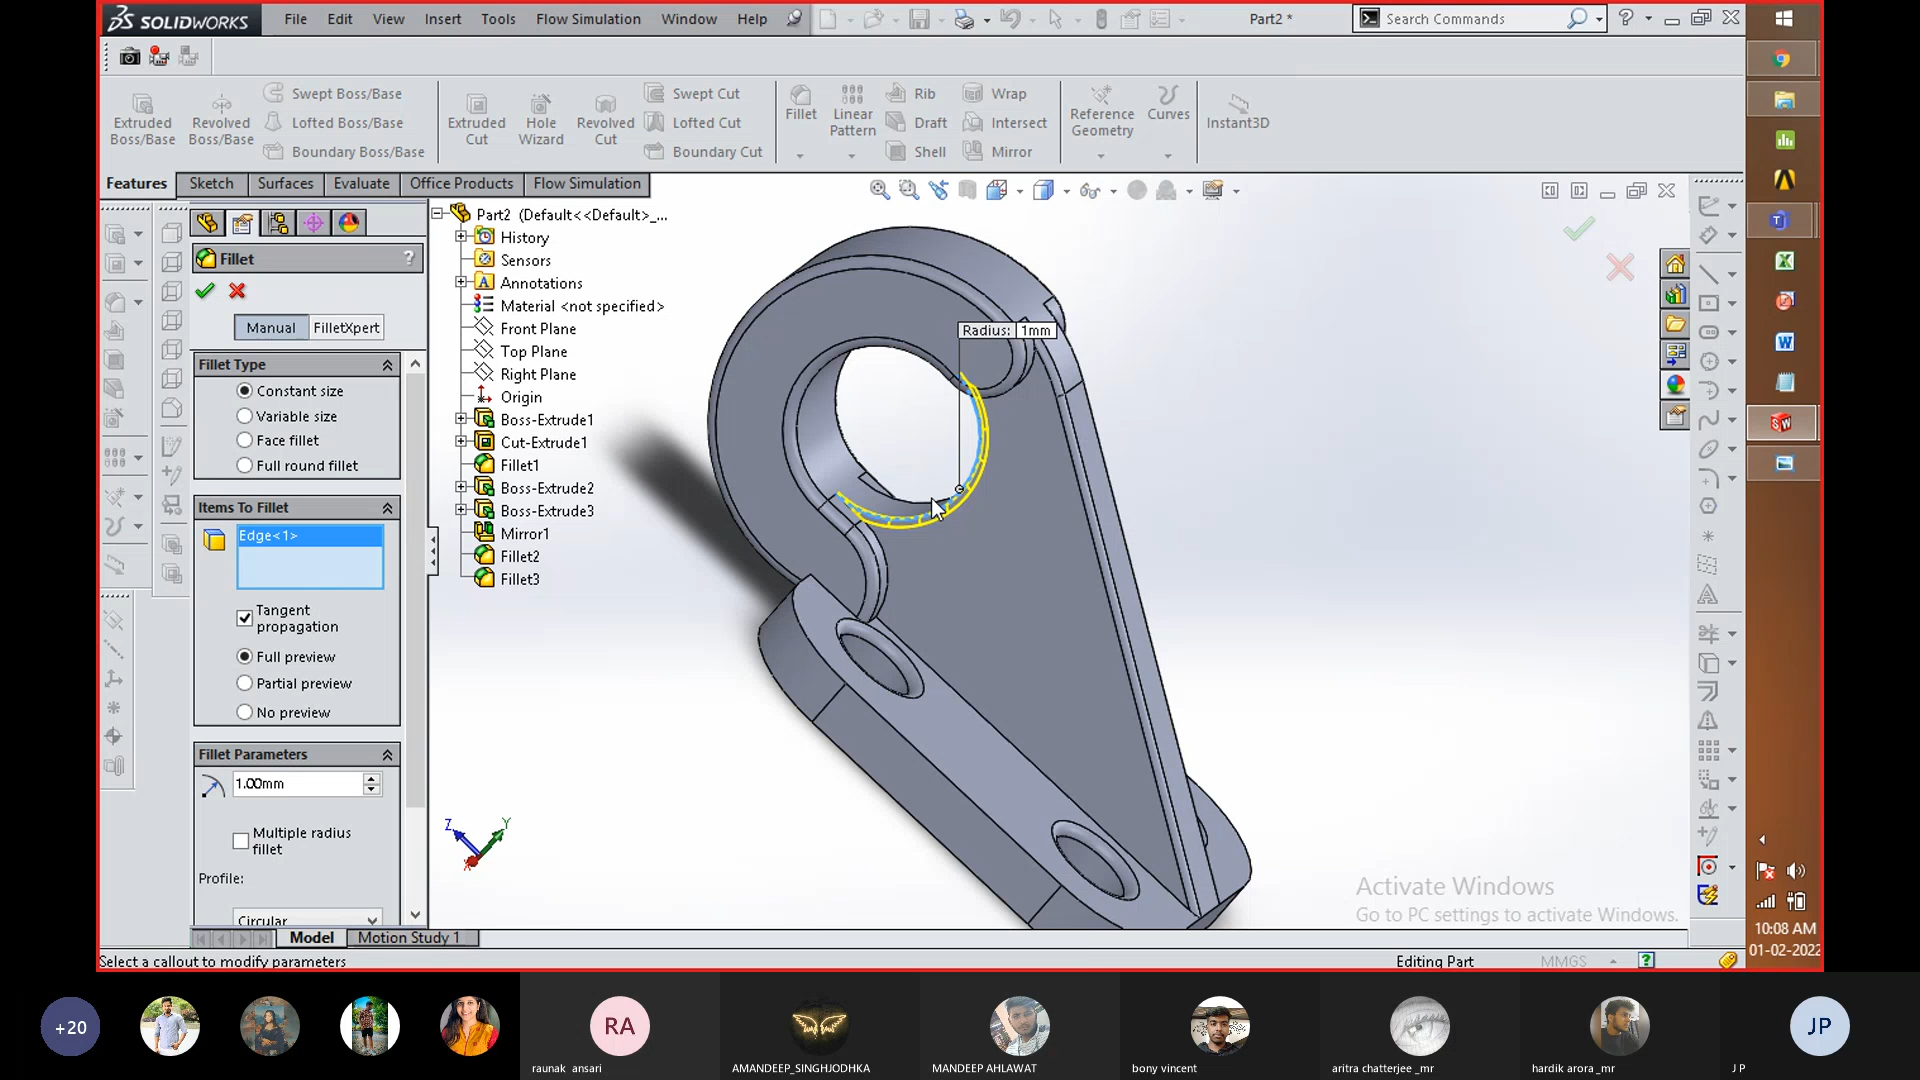 SOLIDWORKS File Edit View Insert Tools Flow Simulation Window Help Part2 * Search Commands
Extruded Boss/Base
Revolved Boss/Base
Swept Boss/Base
Lofted Boss/Base
Boundary Boss/Base
Extruded Cut
Hole Wizard
Revolved Cut
Swept Cut
Lofted Cut
Boundary Cut
Fillet
Linear Pattern
Rib
Draft
Shell
Wrap
Intersect
Mirror
Reference Geometry
Curves
Instant3D
Features Sketch Surfaces Evaluate Office Products Flow Simulation
Fillet ?
Manual FilletXpert
Fillet Type
Constant size
Variable size
Face fillet
Full round fillet
Items To Fillet
Edge<1>
Tangent
propagation
Full preview
Partial preview
No preview
Fillet Parameters
1.00mm
Multiple radius
fillet
Profile:
Circular
Part2 (Default<<Default>_...
History
Sensors
Annotations
Material <not specified>
Front Plane
Top Plane
Right Plane
Origin
Boss-Extrude1
Cut-Extrude1
Fillet1
Boss-Extrude2
Boss-Extrude3
Mirror1
Fillet2
Fillet3
Radius: 1mm
Z Y X
Activate Windows
Go to PC settings to activate Windows.
Model Motion Study 1
Select a callout to modify parameters Editing Part MMGS
10:08 AM
01-02-2022
+20 RA JP
raunak ansari AMANDEEP_SINGHJODHKA MANDEEP AHLAWAT bony vincent aritra chatterjee _mr hardik arora _mr J P